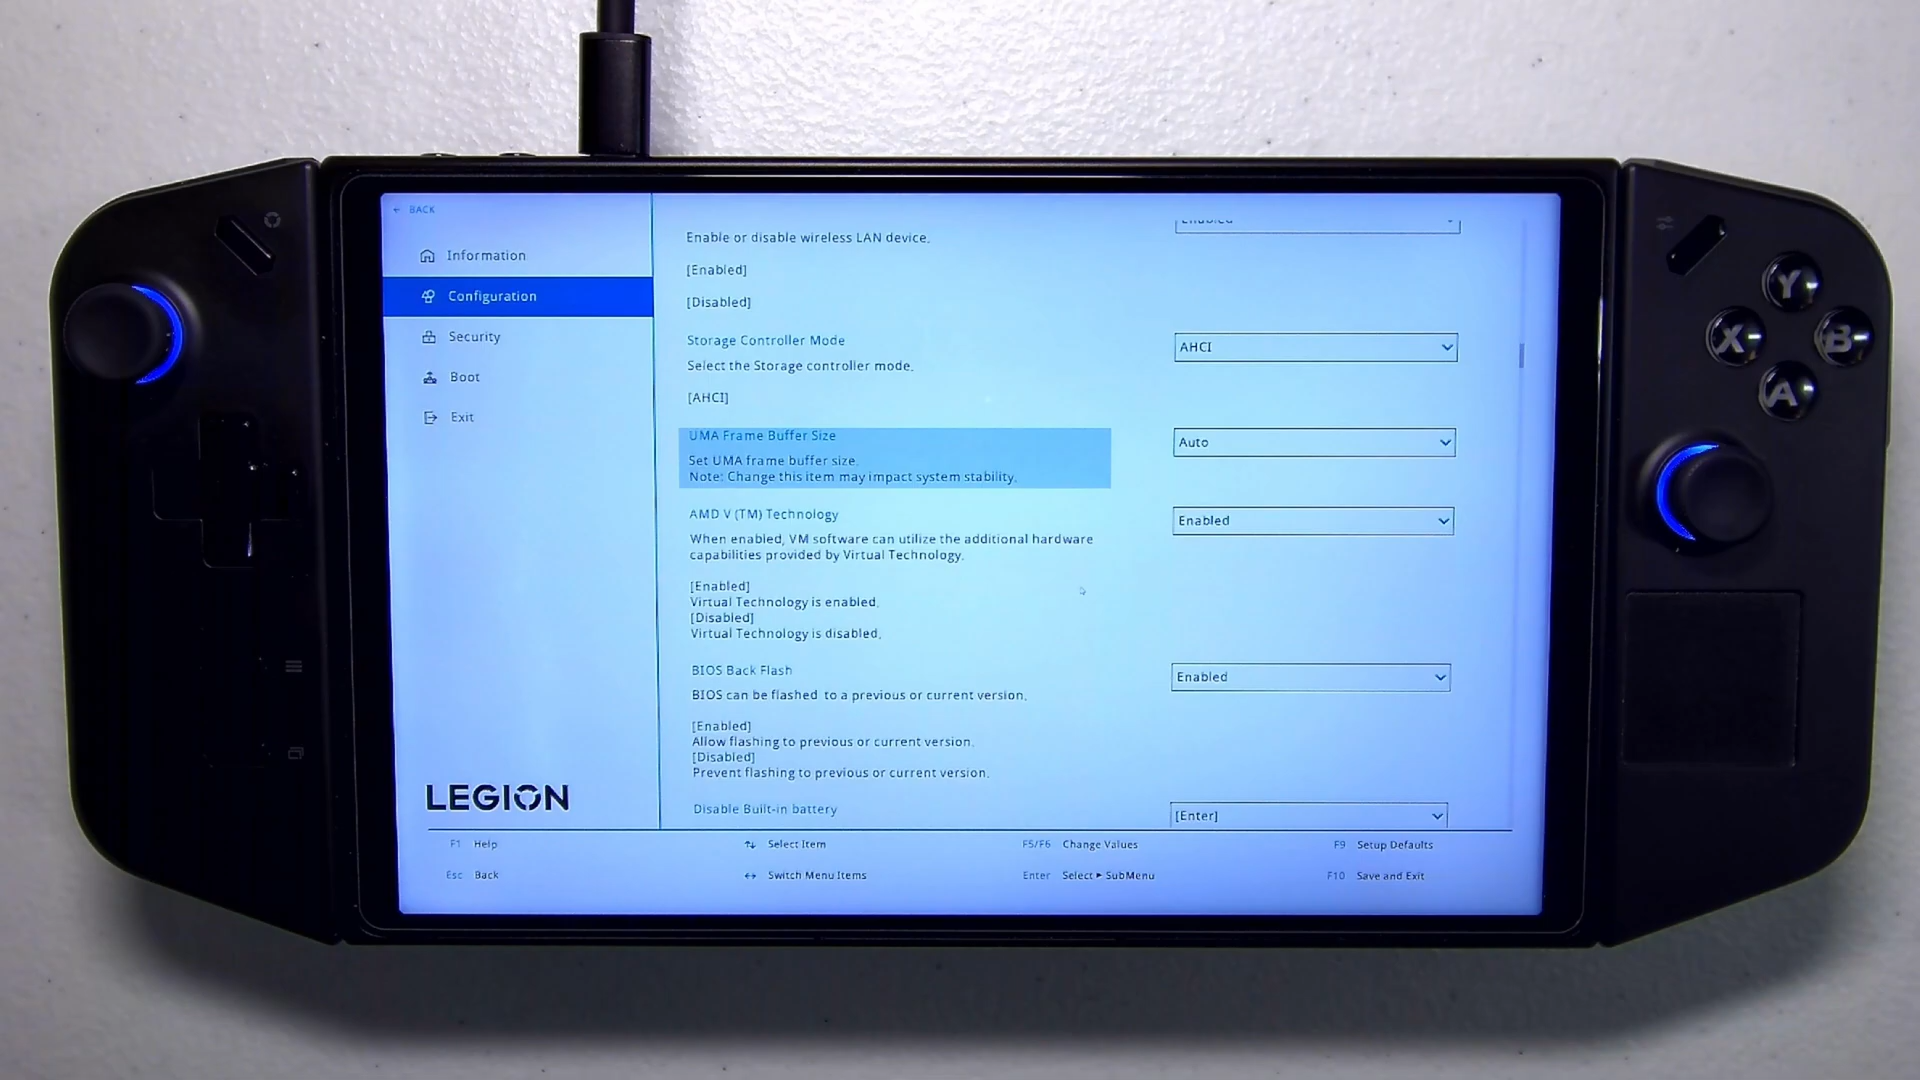 ← BACK
Information
Configuration
Security
Boot
Exit
LEGION
Enabled
Enable or disable wireless LAN device.
[Enabled]
[Disabled]
Storage Controller Mode
AHCI
Select the Storage controller mode.
[AHCI]
UMA Frame Buffer Size
Auto
Set UMA frame buffer size.
Note: Change this item may impact system stability.
AMD V (TM) Technology
Enabled
When enabled, VM software can utilize the additional hardware
capabilities provided by Virtual Technology.
[Enabled]
Virtual Technology is enabled.
[Disabled]
Virtual Technology is disabled.
BIOS Back Flash
Enabled
BIOS can be flashed to a previous or current version.
[Enabled]
Allow flashing to previous or current version.
[Disabled]
Prevent flashing to previous or current version.
Disable Built-in battery
[Enter]
F1 Help
↑↓ Select Item
F5/F6 Change Values
F9 Setup Defaults
Esc Back
↔ Switch Menu Items
Enter Select ▸ SubMenu
F10 Save and Exit
Y
X
B
A